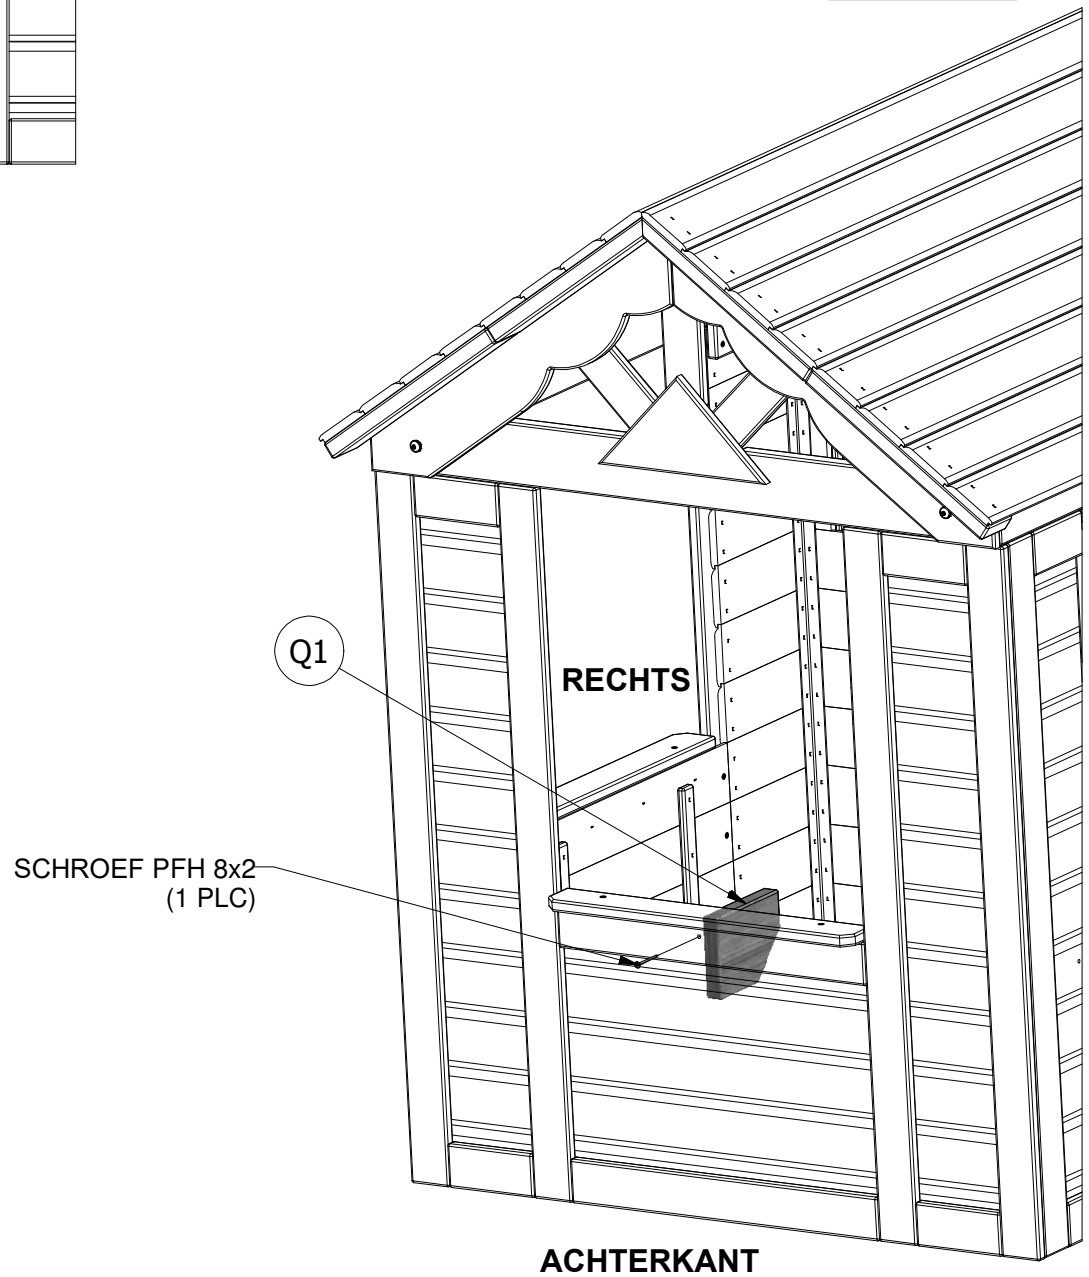 Q1
RECHTS
SCHROEF PFH 8x2
(1 PLC)
ACHTERKANT